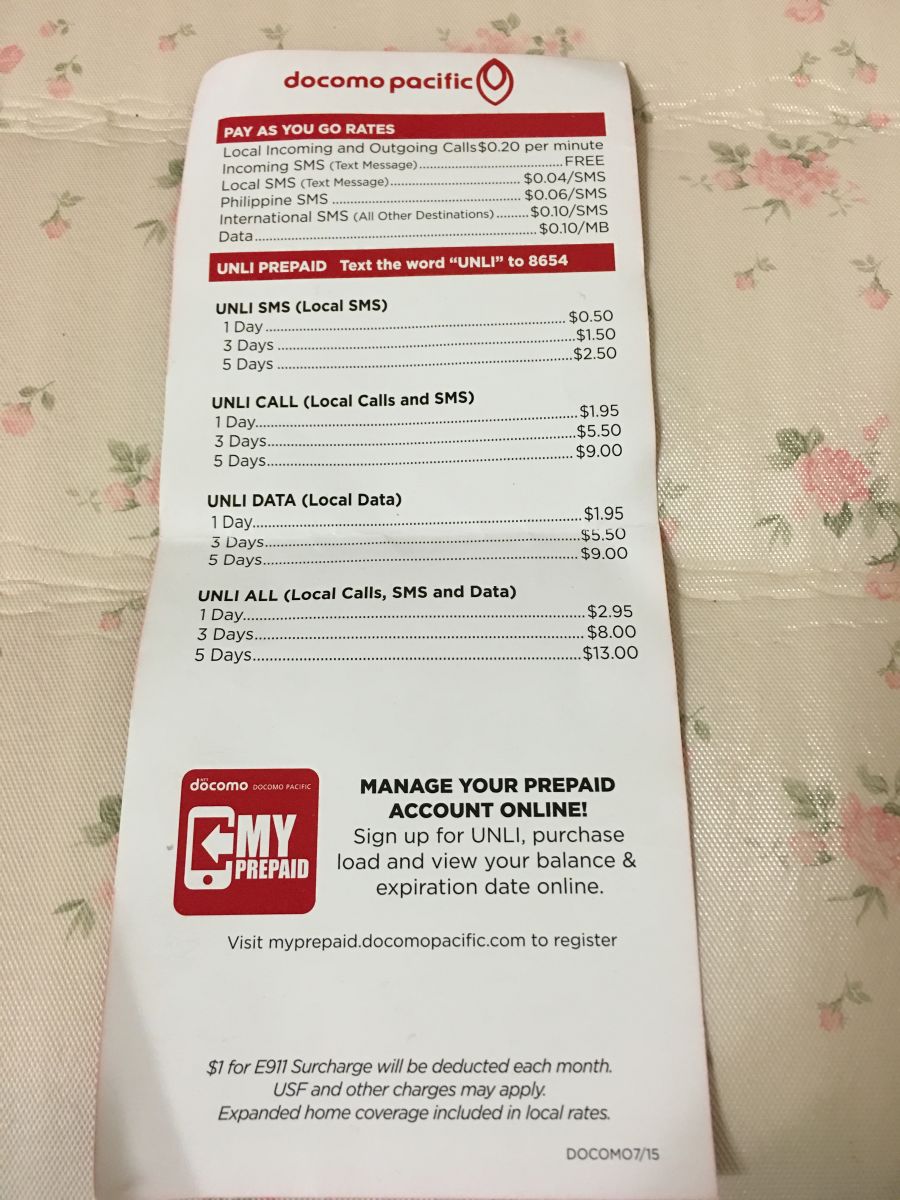 docomo pacific
PAY AS YOU GO RATES
Local Incoming and Outgoing Calls$0.20 per minute
Incoming SMS (Text Message)..............................FREE
Local SMS (Text Message)............................ $0.04/SMS
Philippine SMS ........................................ $0.06/SMS
International SMS (All Other Destinations) ........ $0.10/SMS
Data........................................................ $0.10/MB
UNLI PREPAID Text the word “UNLI” to 8654
UNLI SMS (Local SMS)
1 Day ........................................................ $0.50
3 Days ........................................................ $1.50
5 Days ........................................................ $2.50
UNLI CALL (Local Calls and SMS)
1 Day........................................................ $1.95
3 Days........................................................ $5.50
5 Days........................................................ $9.00
UNLI DATA (Local Data)
1 Day........................................................ $1.95
3 Days........................................................ $5.50
5 Days........................................................ $9.00
UNLI ALL (Local Calls, SMS and Data)
1 Day........................................................ $2.95
3 Days........................................................ $8.00
5 Days........................................................ $13.00
NTT
docomo DOCOMO PACIFIC
MY
PREPAID
MANAGE YOUR PREPAID
ACCOUNT ONLINE!
Sign up for UNLI, purchase
load and view your balance &
expiration date online.
Visit myprepaid.docomopacific.com to register
$1 for E911 Surcharge will be deducted each month.
USF and other charges may apply.
Expanded home coverage included in local rates.
DOCOMO7/15